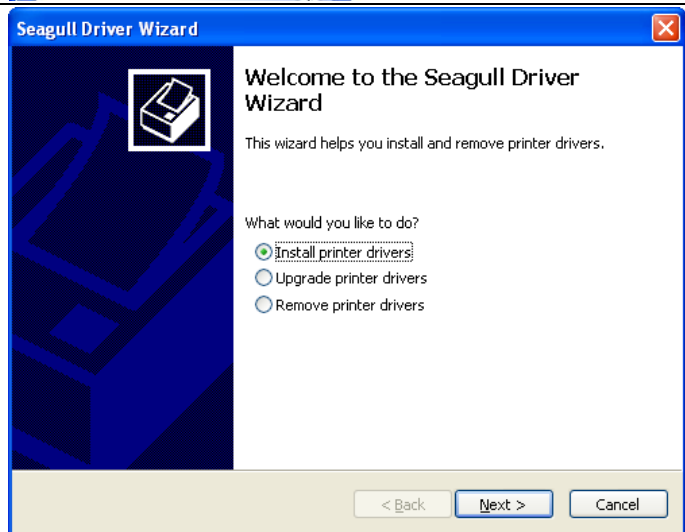 Seagull Driver Wizard
Welcome to the Seagull Driver
Wizard
This wizard helps you install and remove printer drivers.
What would you like to do?
Install printer drivers
Upgrade printer drivers
Remove printer drivers
< Back
Next >
Cancel